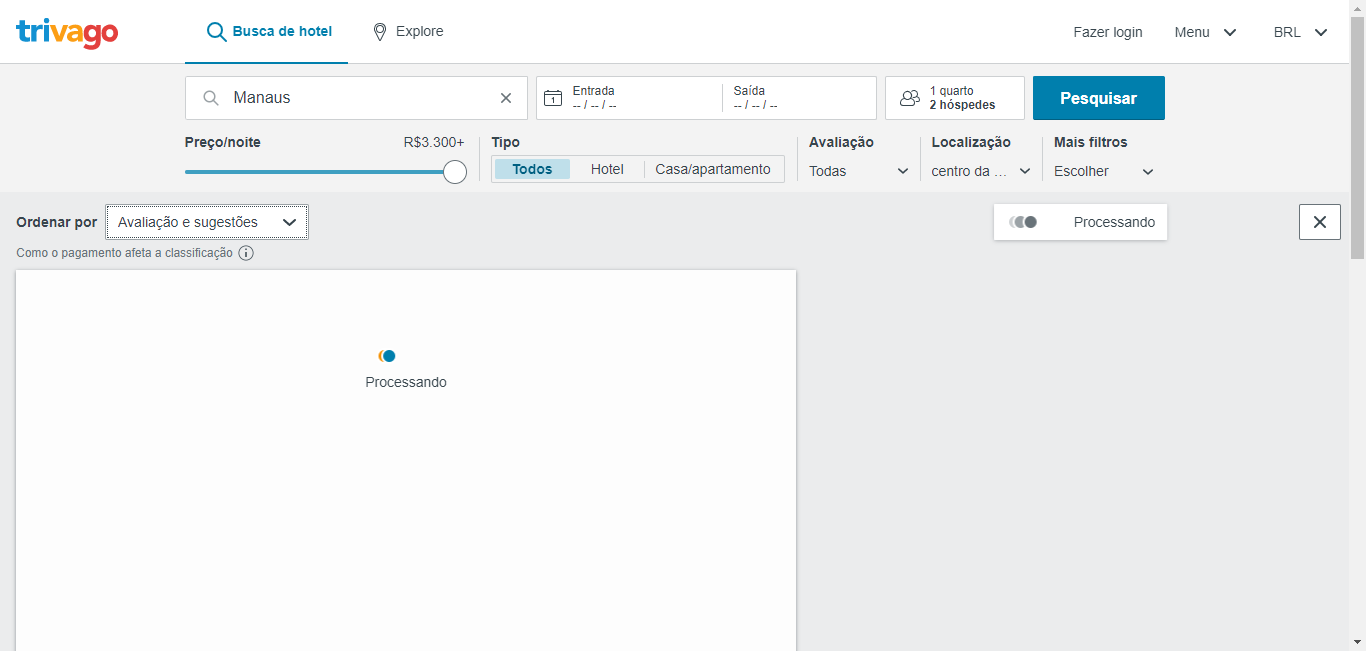 trivago
Busca de hotel
Explore
Fazer login
Menu
BRL
Manaus
Entrada
-- / -- / --
Saída
-- / -- / --
1
1 quarto
2 hóspedes
Pesquisar
Preço/noite
R$3.300+
Tipo
Todos
Hotel
Casa/apartamento
Avaliação
Todas
Localização
centro da ...
Mais filtros
Escolher
Ordenar por
Avaliação e sugestões
Processando
Como o pagamento afeta a classificação
Processando